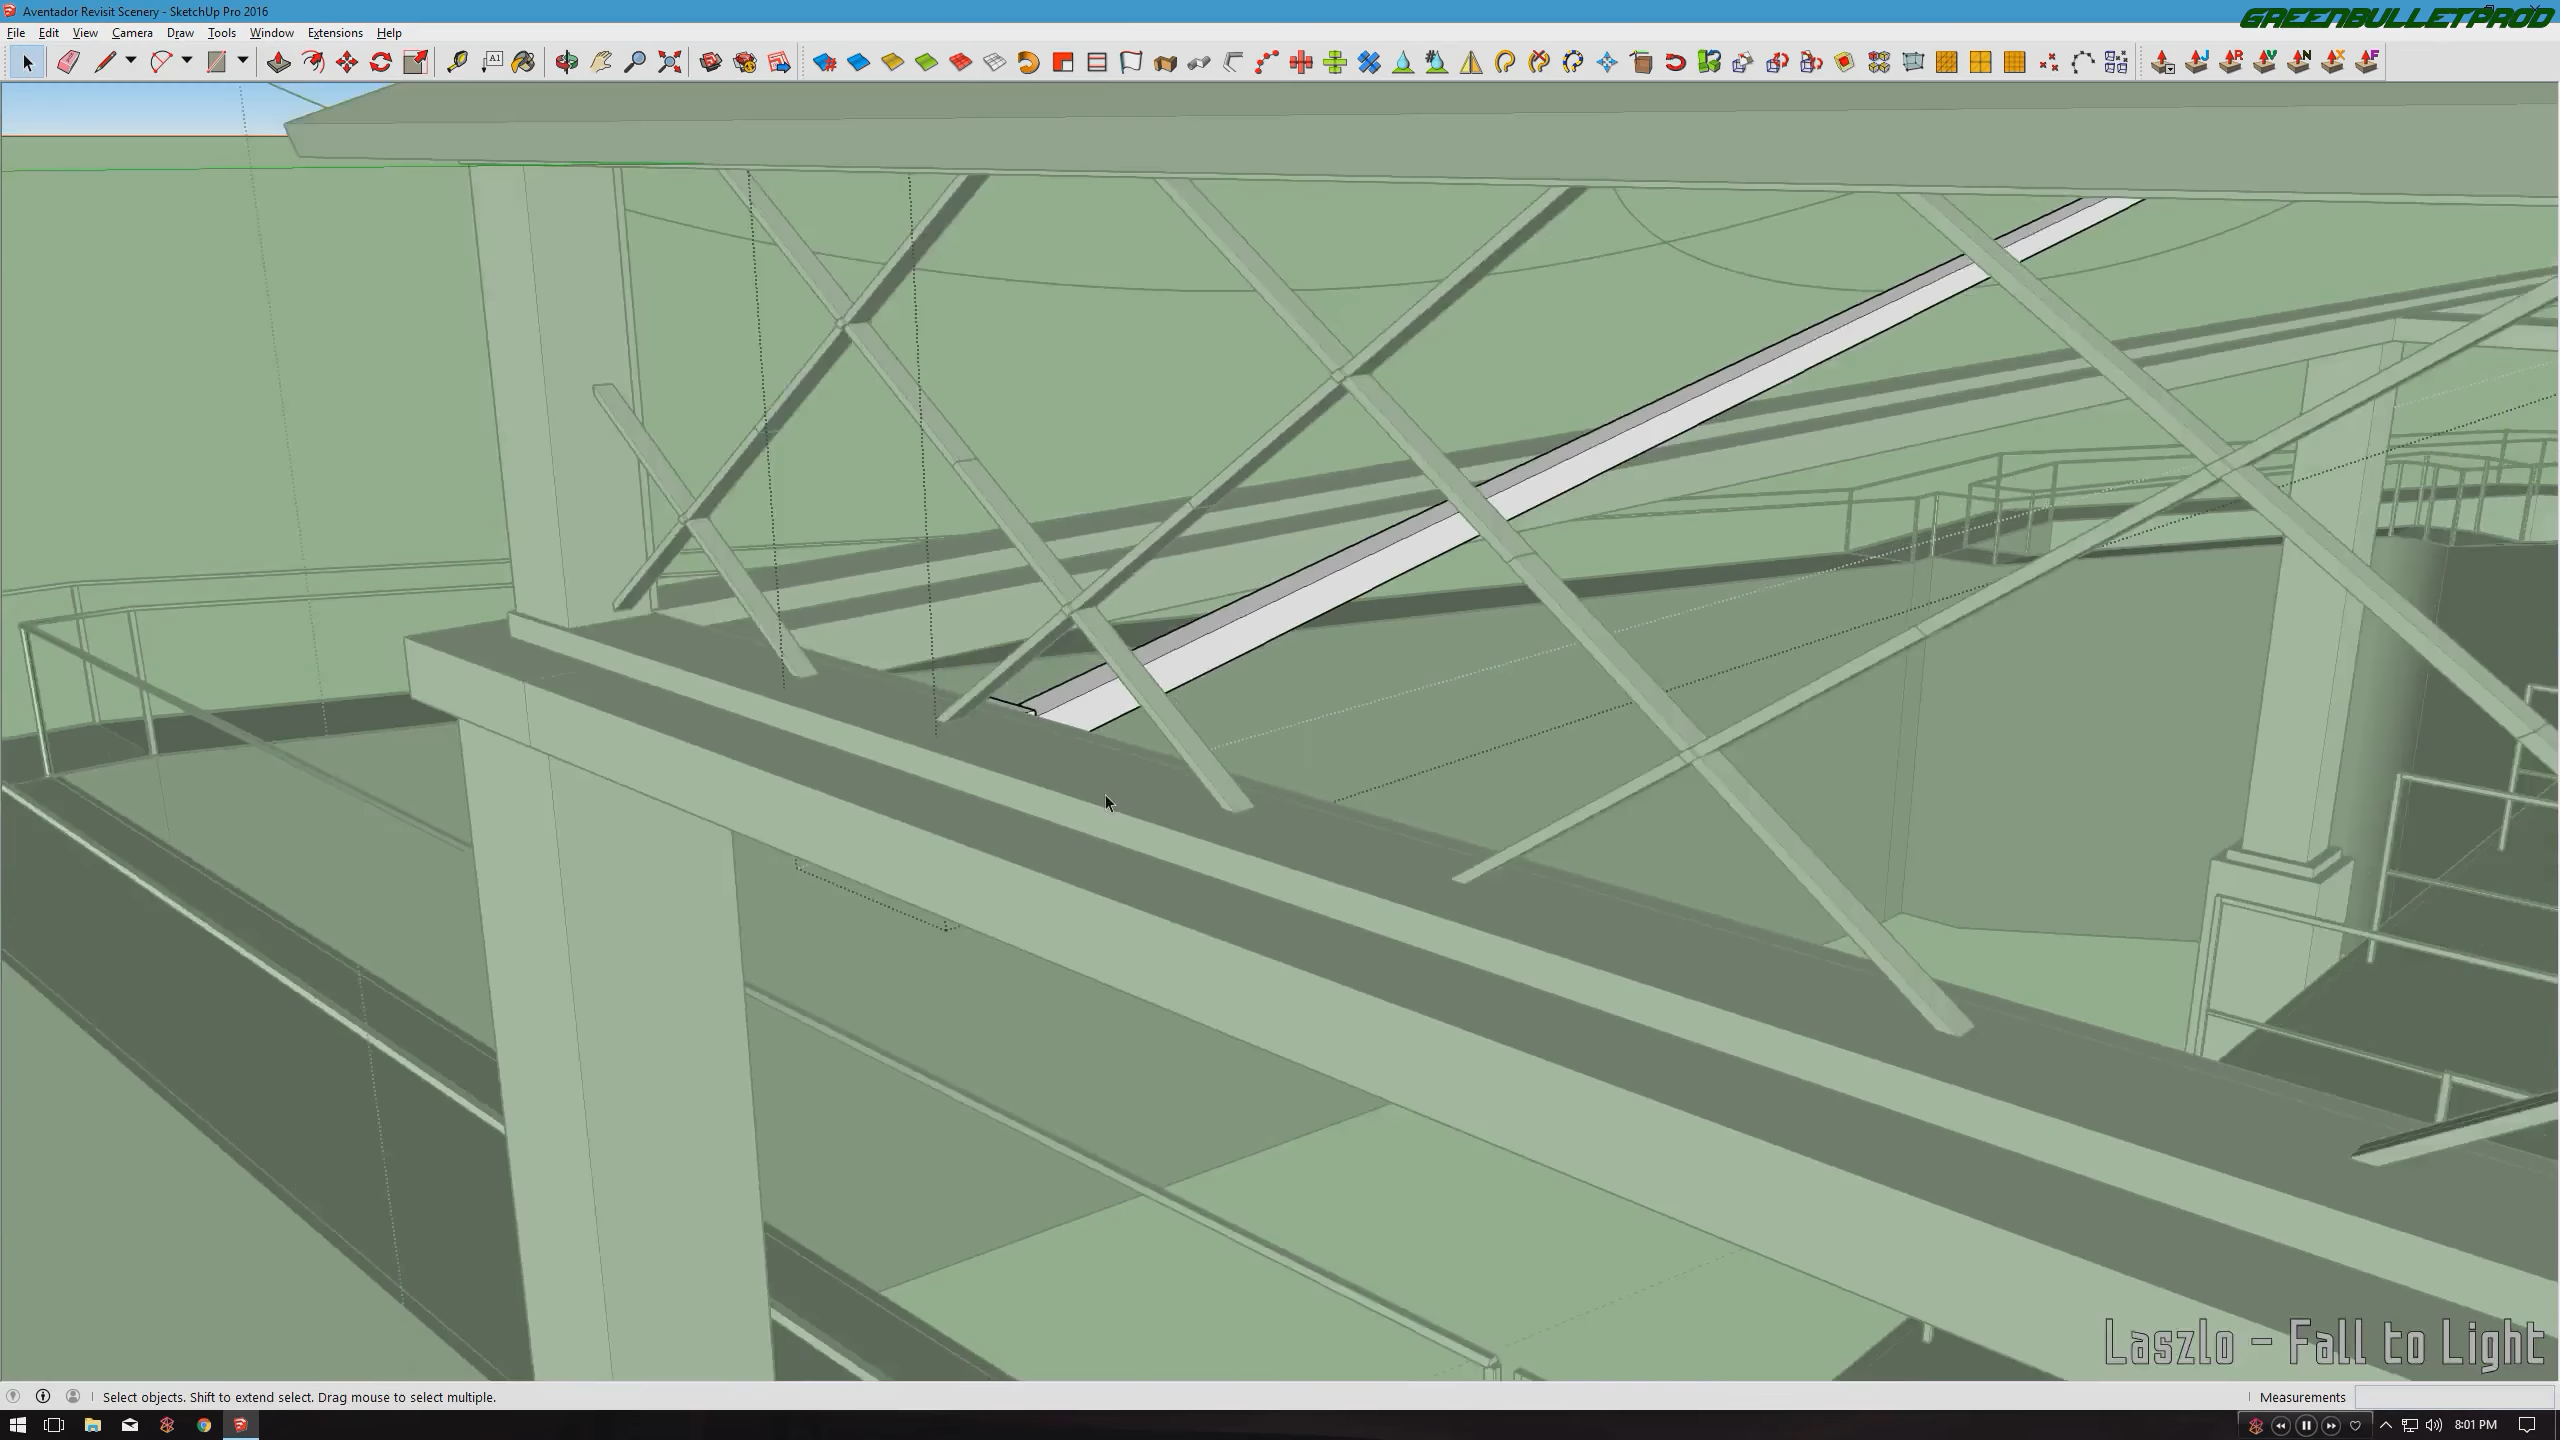 Aventador Revisit Scenery - SketchUp Pro 2016
GREENBULLETPROD
File Edit View Camera Draw Tools Window Extensions Help
A1
J R V N X F
Laszlo - Fall to Light
Select objects. Shift to extend select. Drag mouse to select multiple.
Measurements
8:01 PM